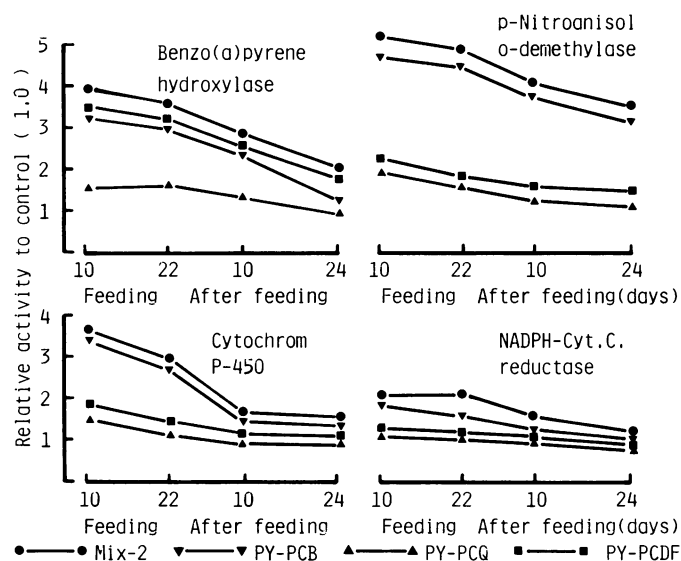 Relative activity to control ( 1.0 )
5
4
3
2
1
0
Benzo(a)pyrene
hydroxylase
10 22 10 24
Feeding After feeding
p-Nitroanisol
o-demethylase
10 22 10 24
Feeding After feeding(days)
4
3
2
1
0
Cytochrom
P-450
10 22 10 24
Feeding After feeding
NADPH-Cyt.C.
reductase
10 22 10 24
Feeding After feeding(days)
Mix-2 PY-PCB PY-PCQ PY-PCDF